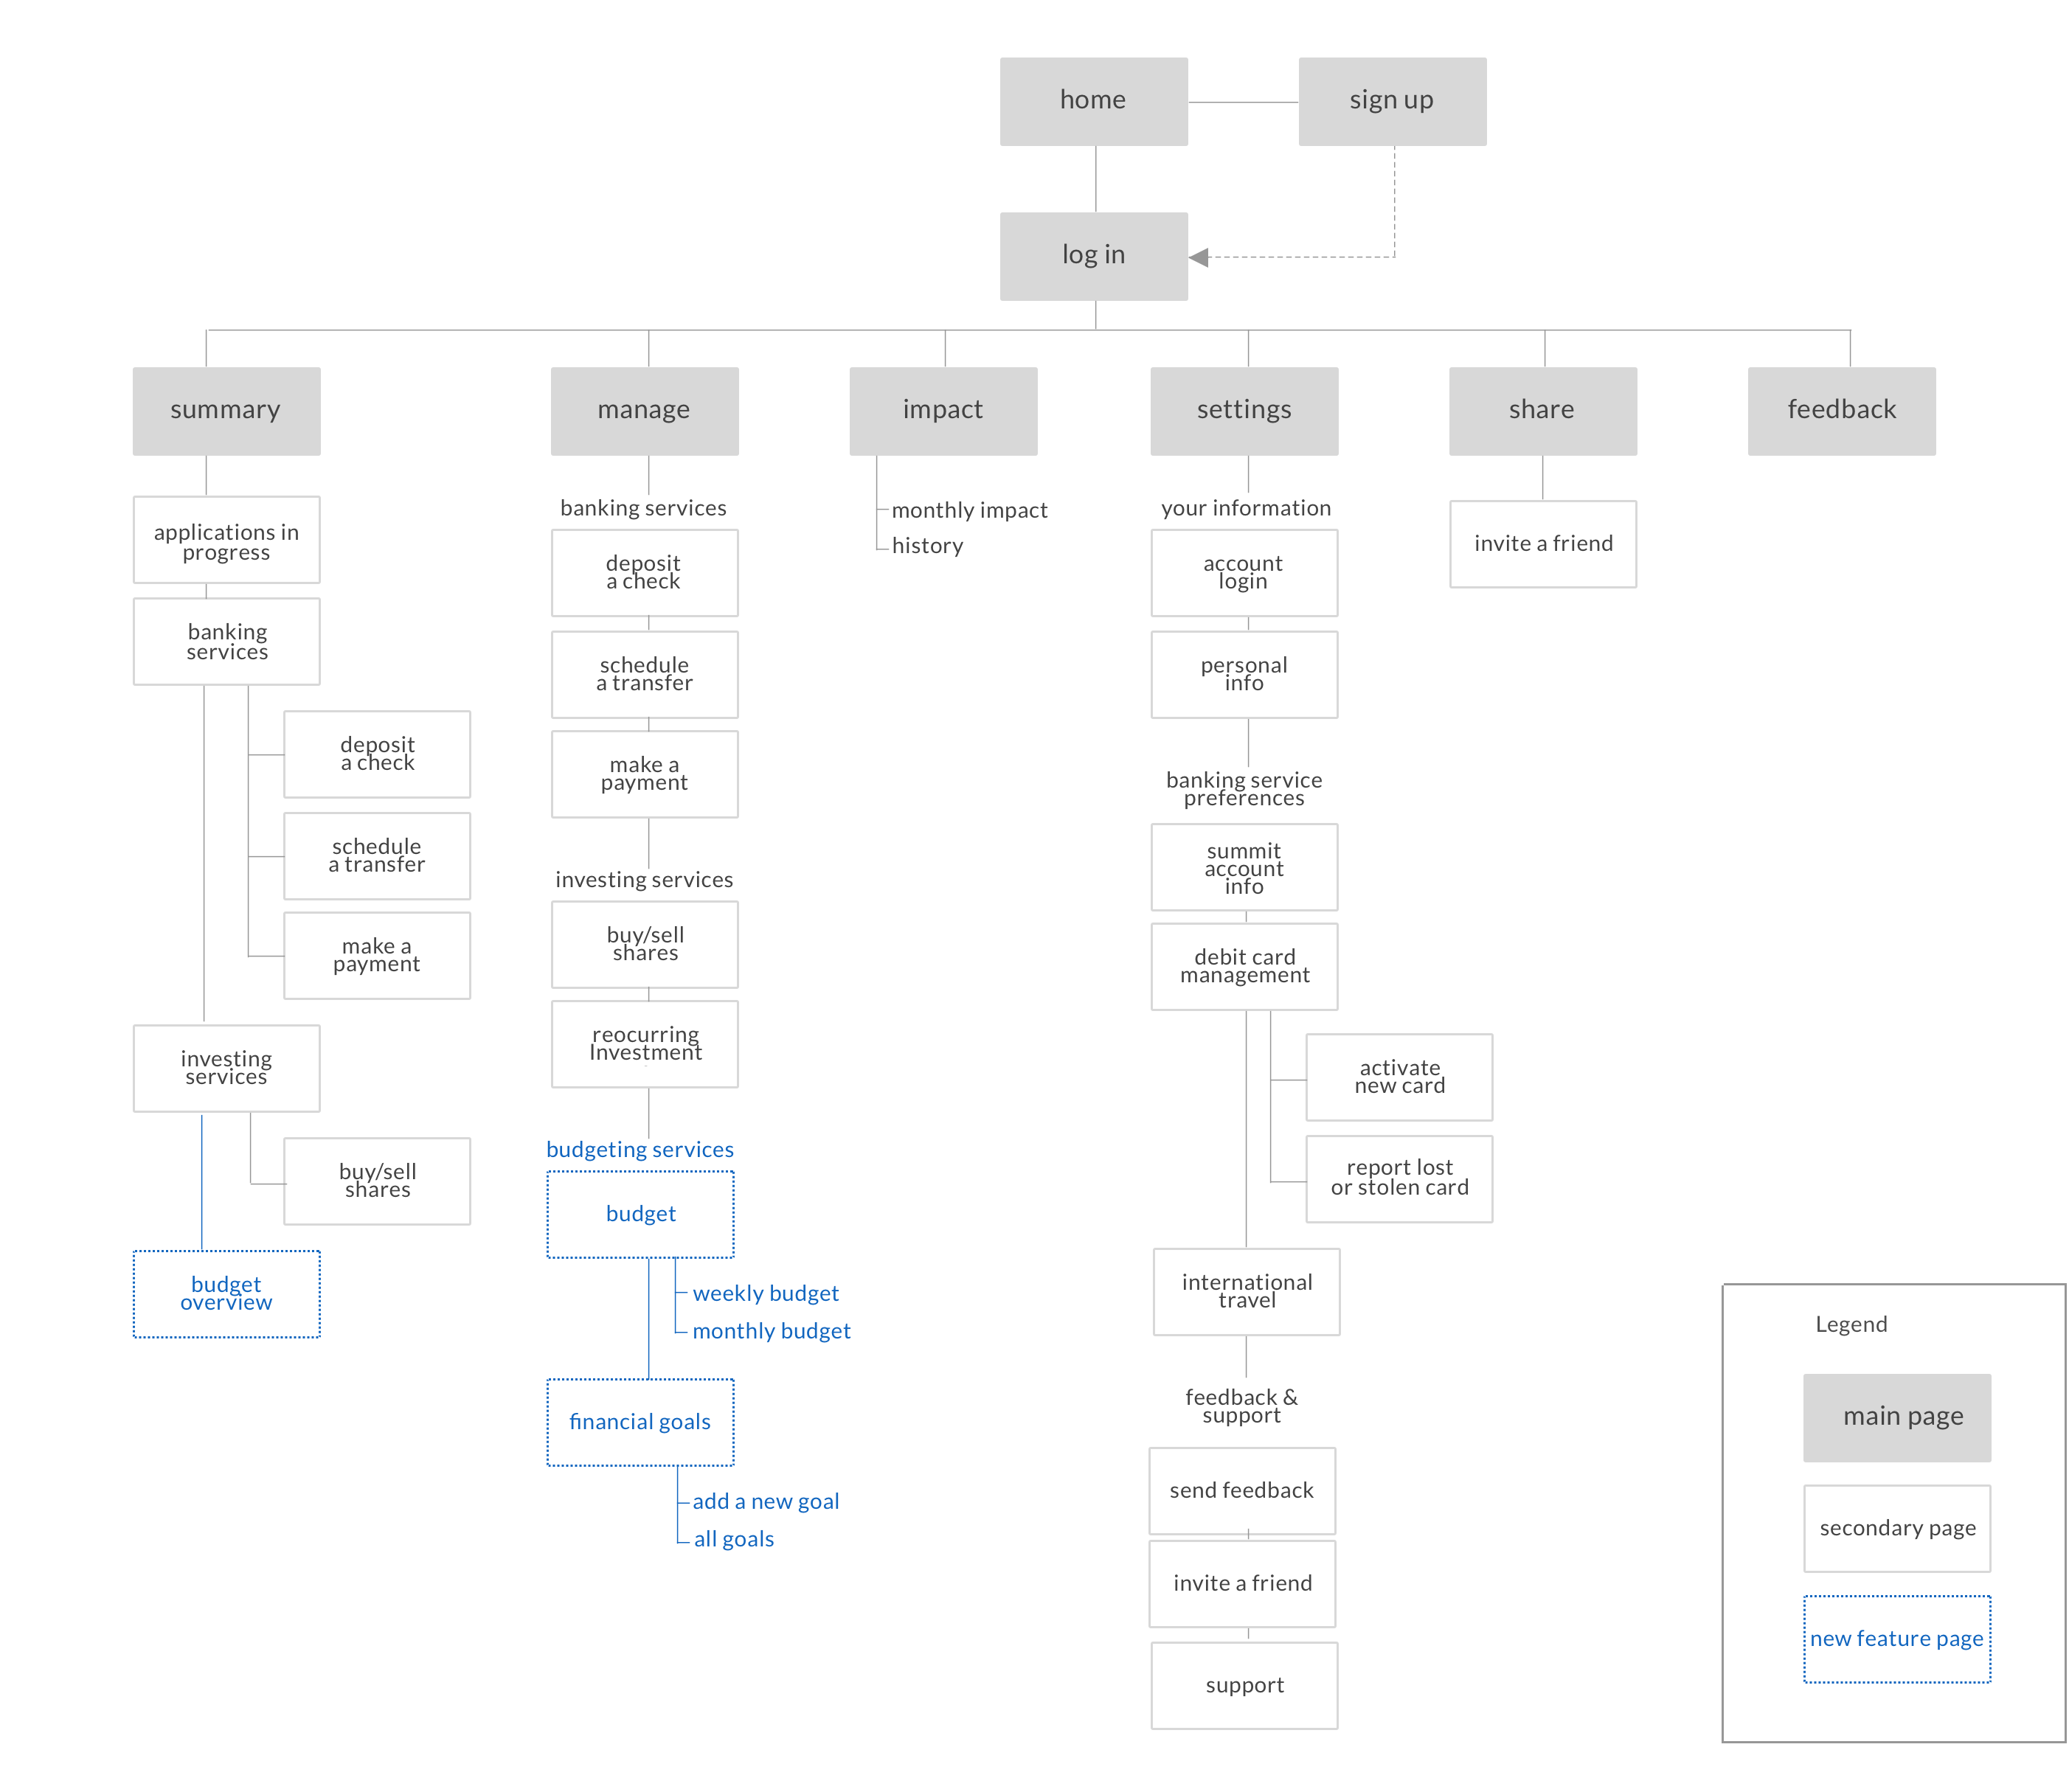 home
sign up
log in
summary
manage
impact
settings
share
feedback
applications in
progress
banking
services
deposit
a check
schedule
a transfer
make a
payment
investing
services
buy/sell
shares
budget
overview
banking services
deposit
a check
schedule
a transfer
make a
payment
investing services
buy/sell
shares
reocurring
Investment
budgeting services
budget
weekly budget
monthly budget
financial goals
add a new goal
all goals
monthly impact
history
your information
account
login
personal
info
banking service
preferences
summit
account
info
debit card
management
activate
new card
report lost
or stolen card
international
travel
feedback &
support
send feedback
invite a friend
support
invite a friend
Legend
main page
secondary page
new feature page